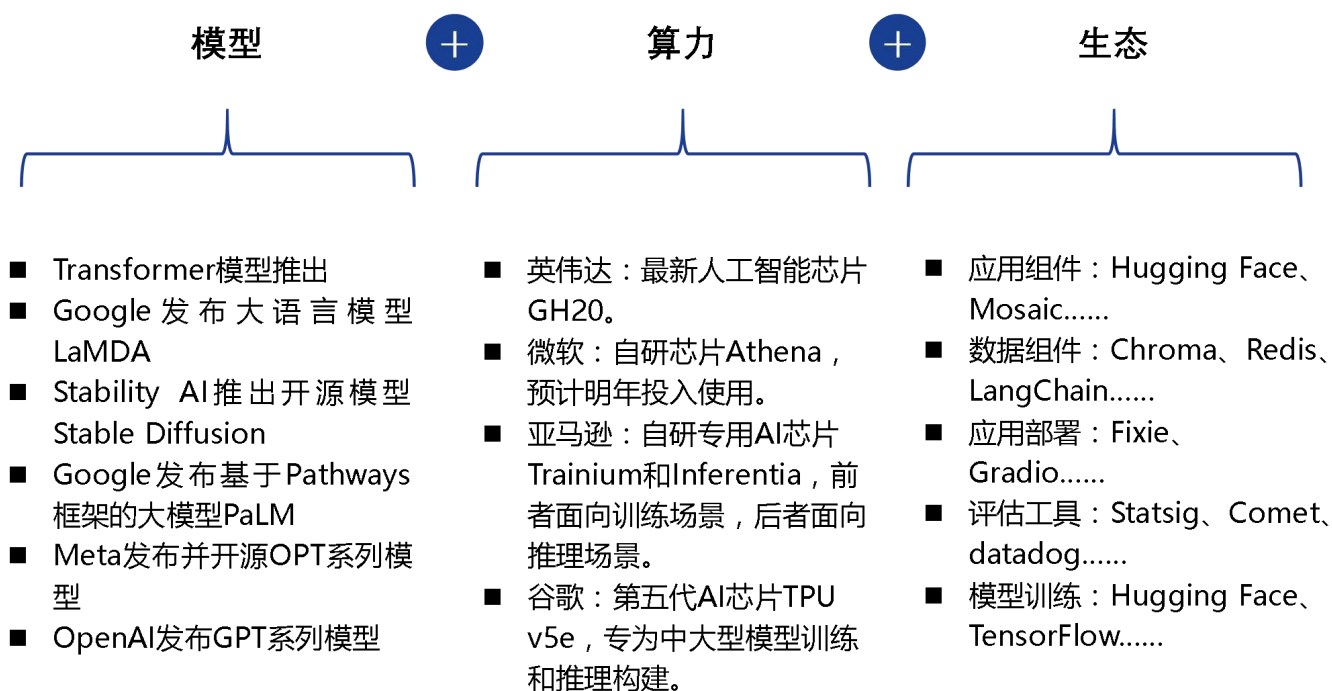 模型
算力
生态
■ Transformer模型推出
■ Google发布大语言模型
LaMDA
■ Stability AI推出开源模型
Stable Diffusion
■ Google发布基于Pathways
框架的大模型PaLM
■ Meta发布并开源OPT系列模
型
■ OpenAI发布GPT系列模型
■ 英伟达：最新人工智能芯片
GH20。
■ 微软：自研芯片Athena，
预计明年投入使用。
■ 亚马逊：自研专用AI芯片
Trainium和Inferentia，前
者面向训练场景，后者面向
推理场景。
■ 谷歌：第五代AI芯片TPU
v5e，专为中大型模型训练
和推理构建。
■ 应用组件：Hugging Face、
Mosaic......
■ 数据组件：Chroma、Redis、
LangChain......
■ 应用部署：Fixie、
Gradio......
■ 评估工具：Statsig、Comet、
datadog......
■ 模型训练：Hugging Face、
TensorFlow......